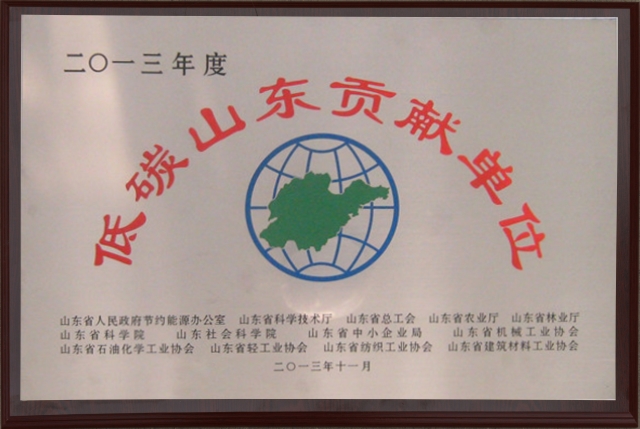 二〇一三年度
低碳山东贡献单位
山东省人民政府节约能源办公室 山东省科学技术厅 山东省总工会 山东省农业厅 山东省林业厅
山东省科学院 山东社会科学院 山东省中小企业局 山东省机械工业协会
山东省石油化学工业协会 山东省轻工业协会 山东省纺织工业协会 山东省建筑材料工业协会
二〇一三年十一月